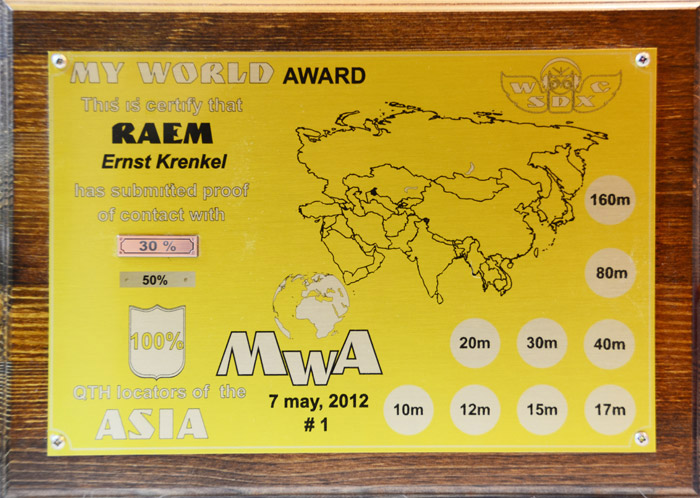 MY WORLD AWARD
This is certify that
RAEM
Ernst Krenkel
has submitted proof
of contact with
30 %
50%
100%
QTH locators of the
ASIA
MWA
7 may, 2012
# 1
W G
SDX
160m
80m
20m 30m 40m
10m 12m 15m 17m